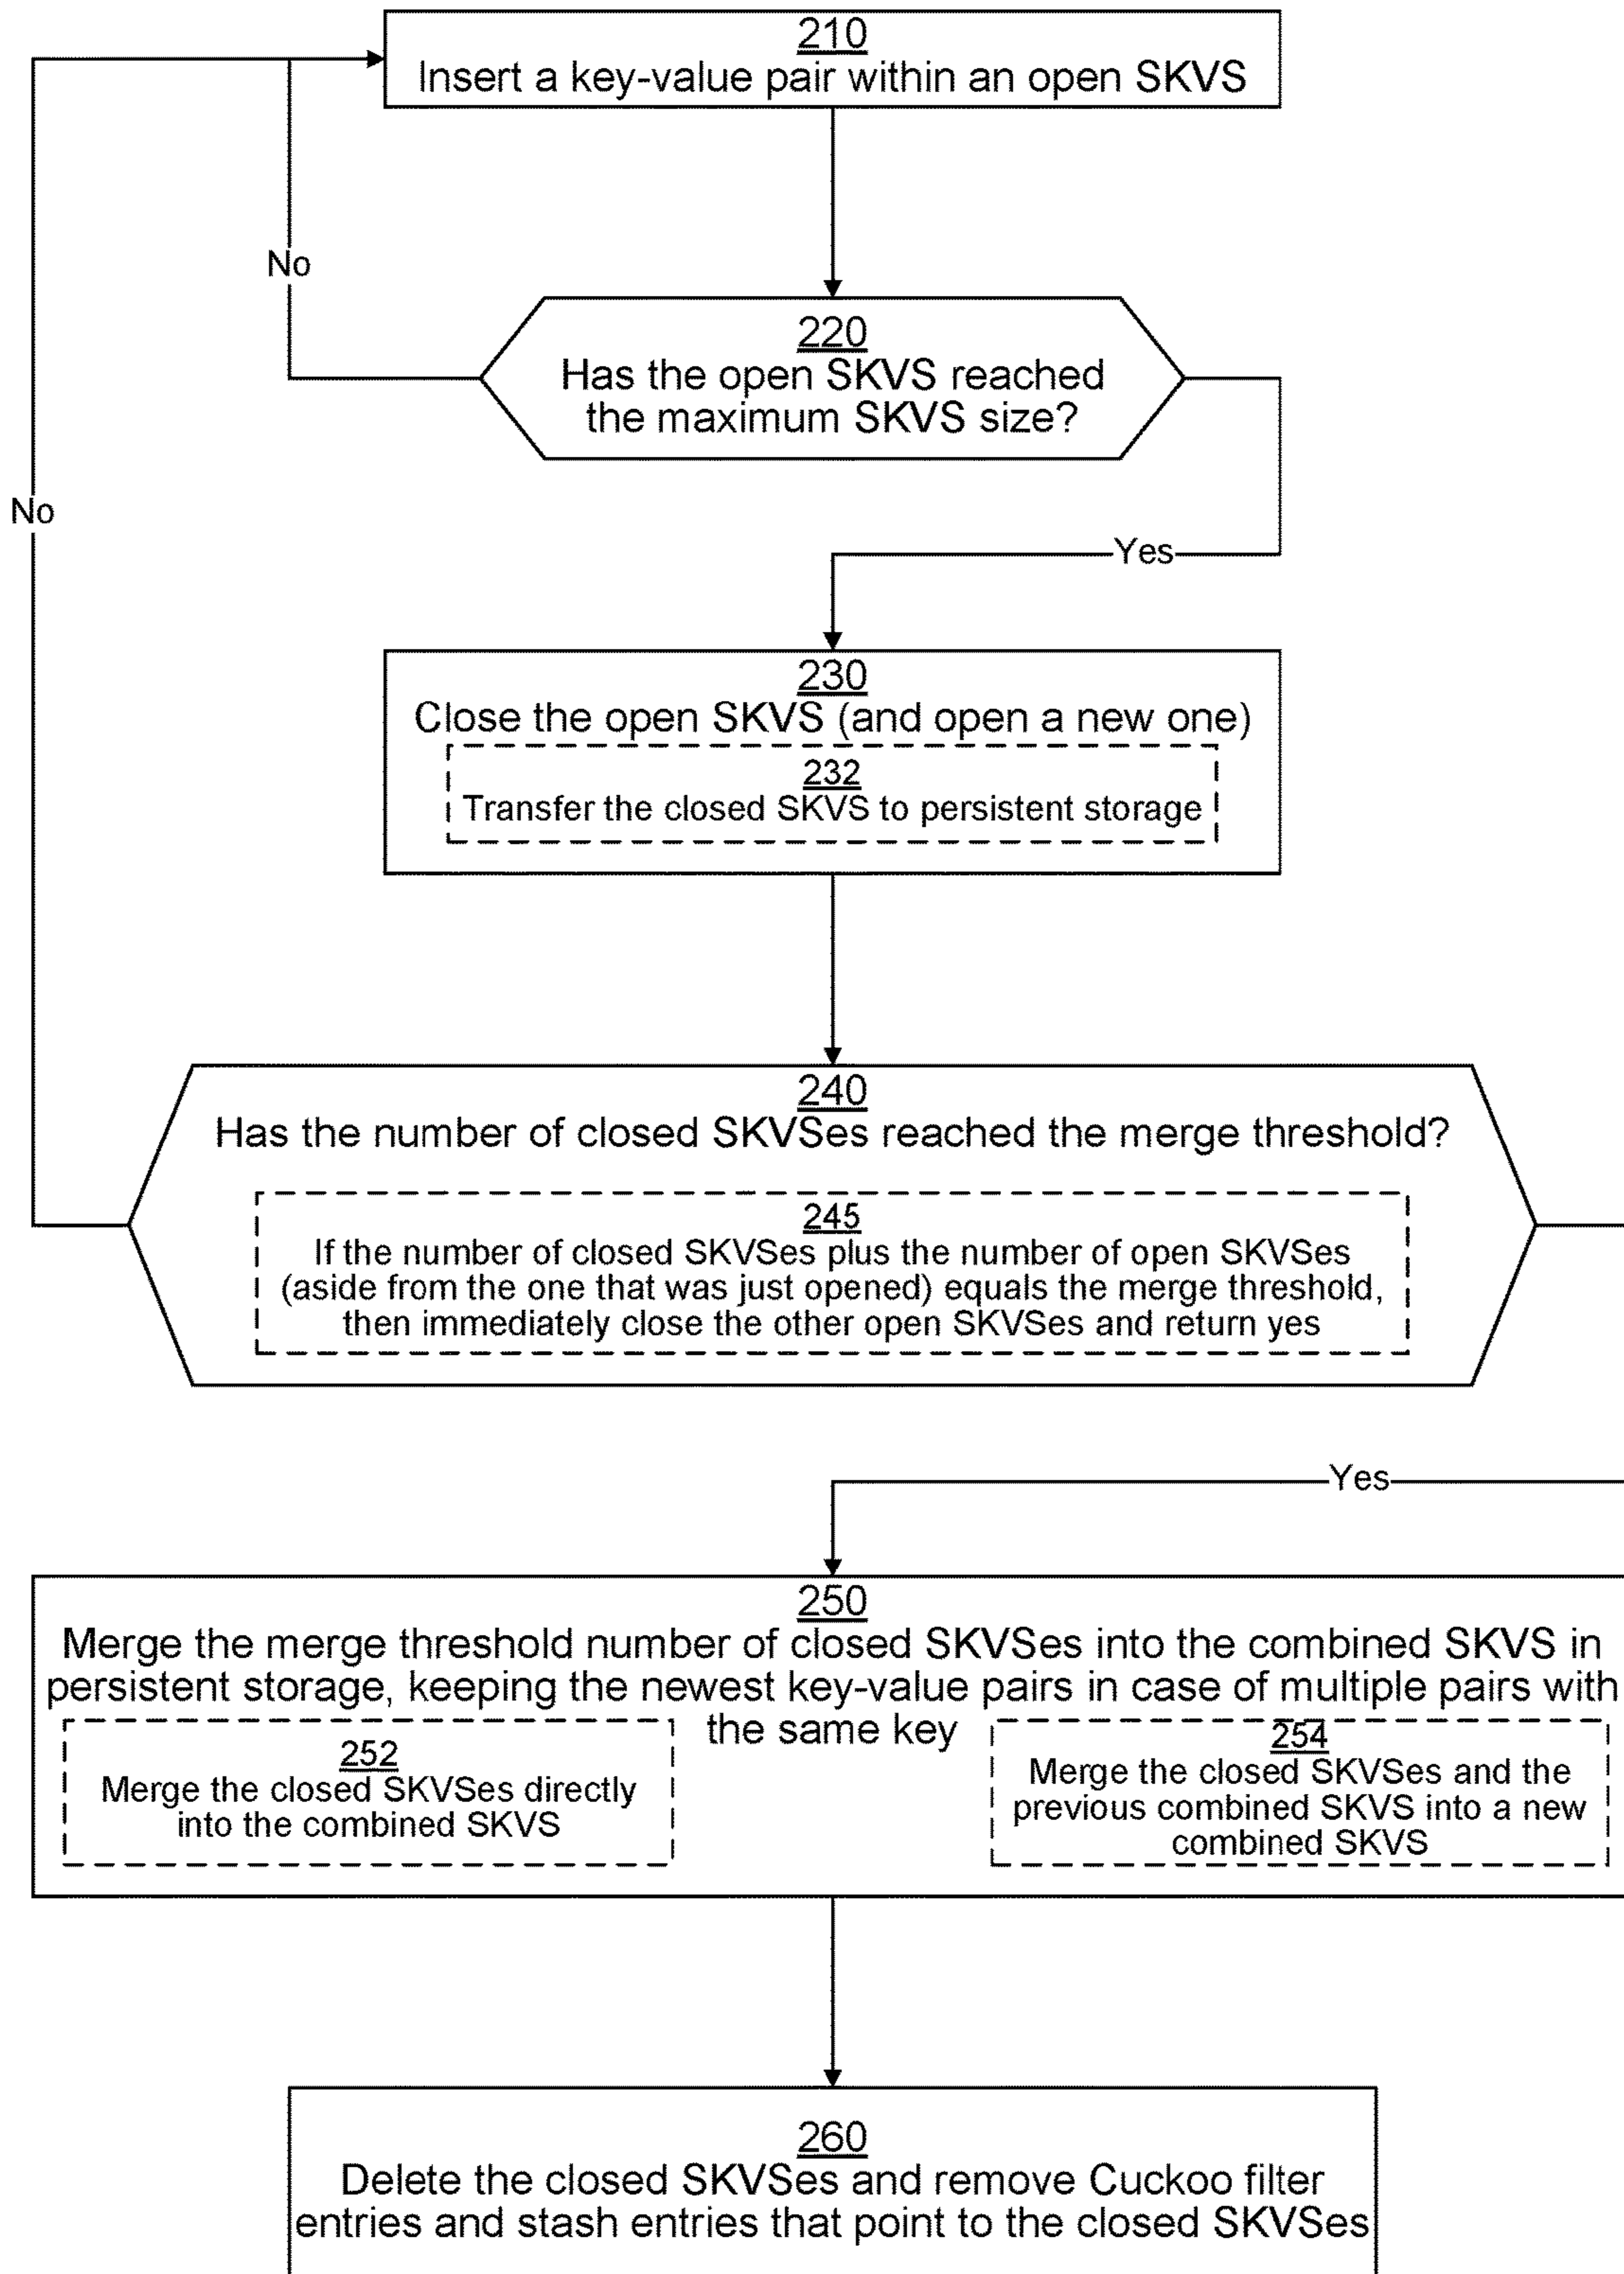 210
Insert a key-value pair within an open SKVS
No
220
Has the open SKVS reached
the maximum SKVS size?
No
Yes
230
Close the open SKVS (and open a new one)
232
Transfer the closed SKVS to persistent storage
240
Has the number of closed SKVSes reached the merge threshold?
245
If the number of closed SKVSes plus the number of open SKVSes
(aside from the one that was just opened) equals the merge threshold,
then immediately close the other open SKVSes and return yes
Yes
250
Merge the merge threshold number of closed SKVSes into the combined SKVS in
persistent storage, keeping the newest key-value pairs in case of multiple pairs with
the same key
252
Merge the closed SKVSes directly
into the combined SKVS
254
Merge the closed SKVSes and the
previous combined SKVS into a new
combined SKVS
260
Delete the closed SKVSes and remove Cuckoo filter
entries and stash entries that point to the closed SKVSes